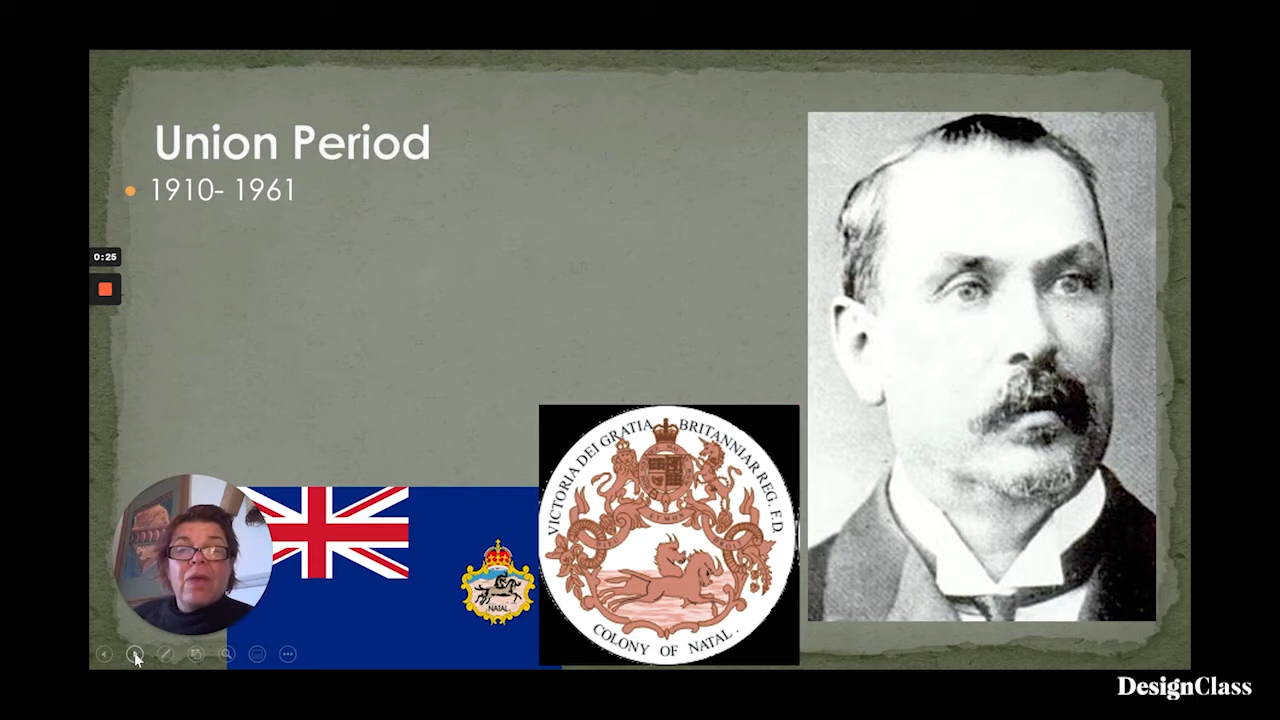 Union Period
1910- 1961
0:25
VICTORIA DEI GRATIA BRITANNIAR REG. F.D.
COLONY OF NATAL .
NATAL
DesignClass